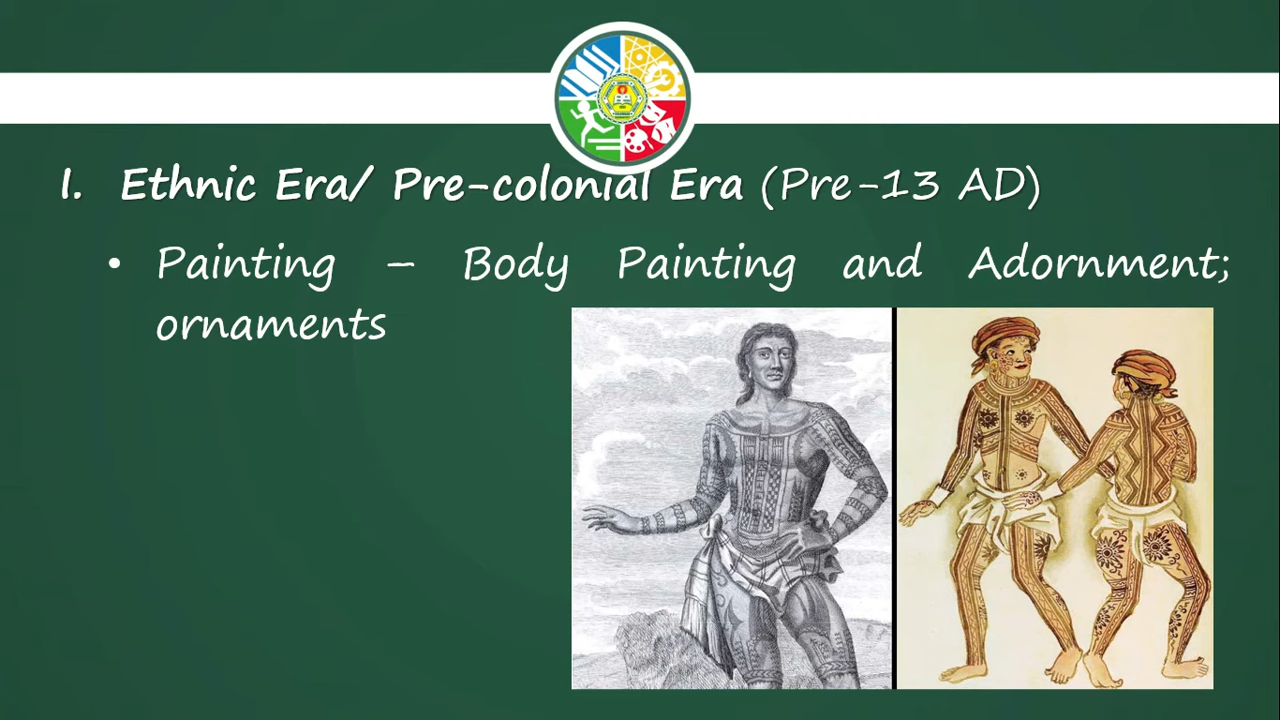 I. Ethnic Era/ Pre-colonial Era (Pre-13 AD)
• Painting – Body Painting and Adornment;
ornaments